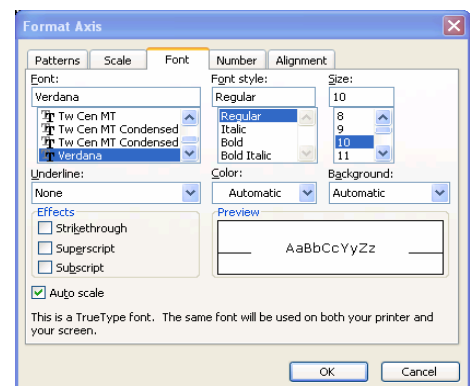 Format Axis
Patterns Scale Font Number Alignment
Font: Font style: Size:
Verdana Regular 10
Tw Cen MT Regular 8
Tw Cen MT Condensed Italic 9
Tw Cen MT Condensed Bold 10
Verdana Bold Italic 11
Underline: Color: Background:
None Automatic Automatic
Effects Preview
Strikethrough
Superscript AaBbCcYyZz
Subscript
Auto scale
This is a TrueType font. The same font will be used on both your printer and
your screen.
OK Cancel